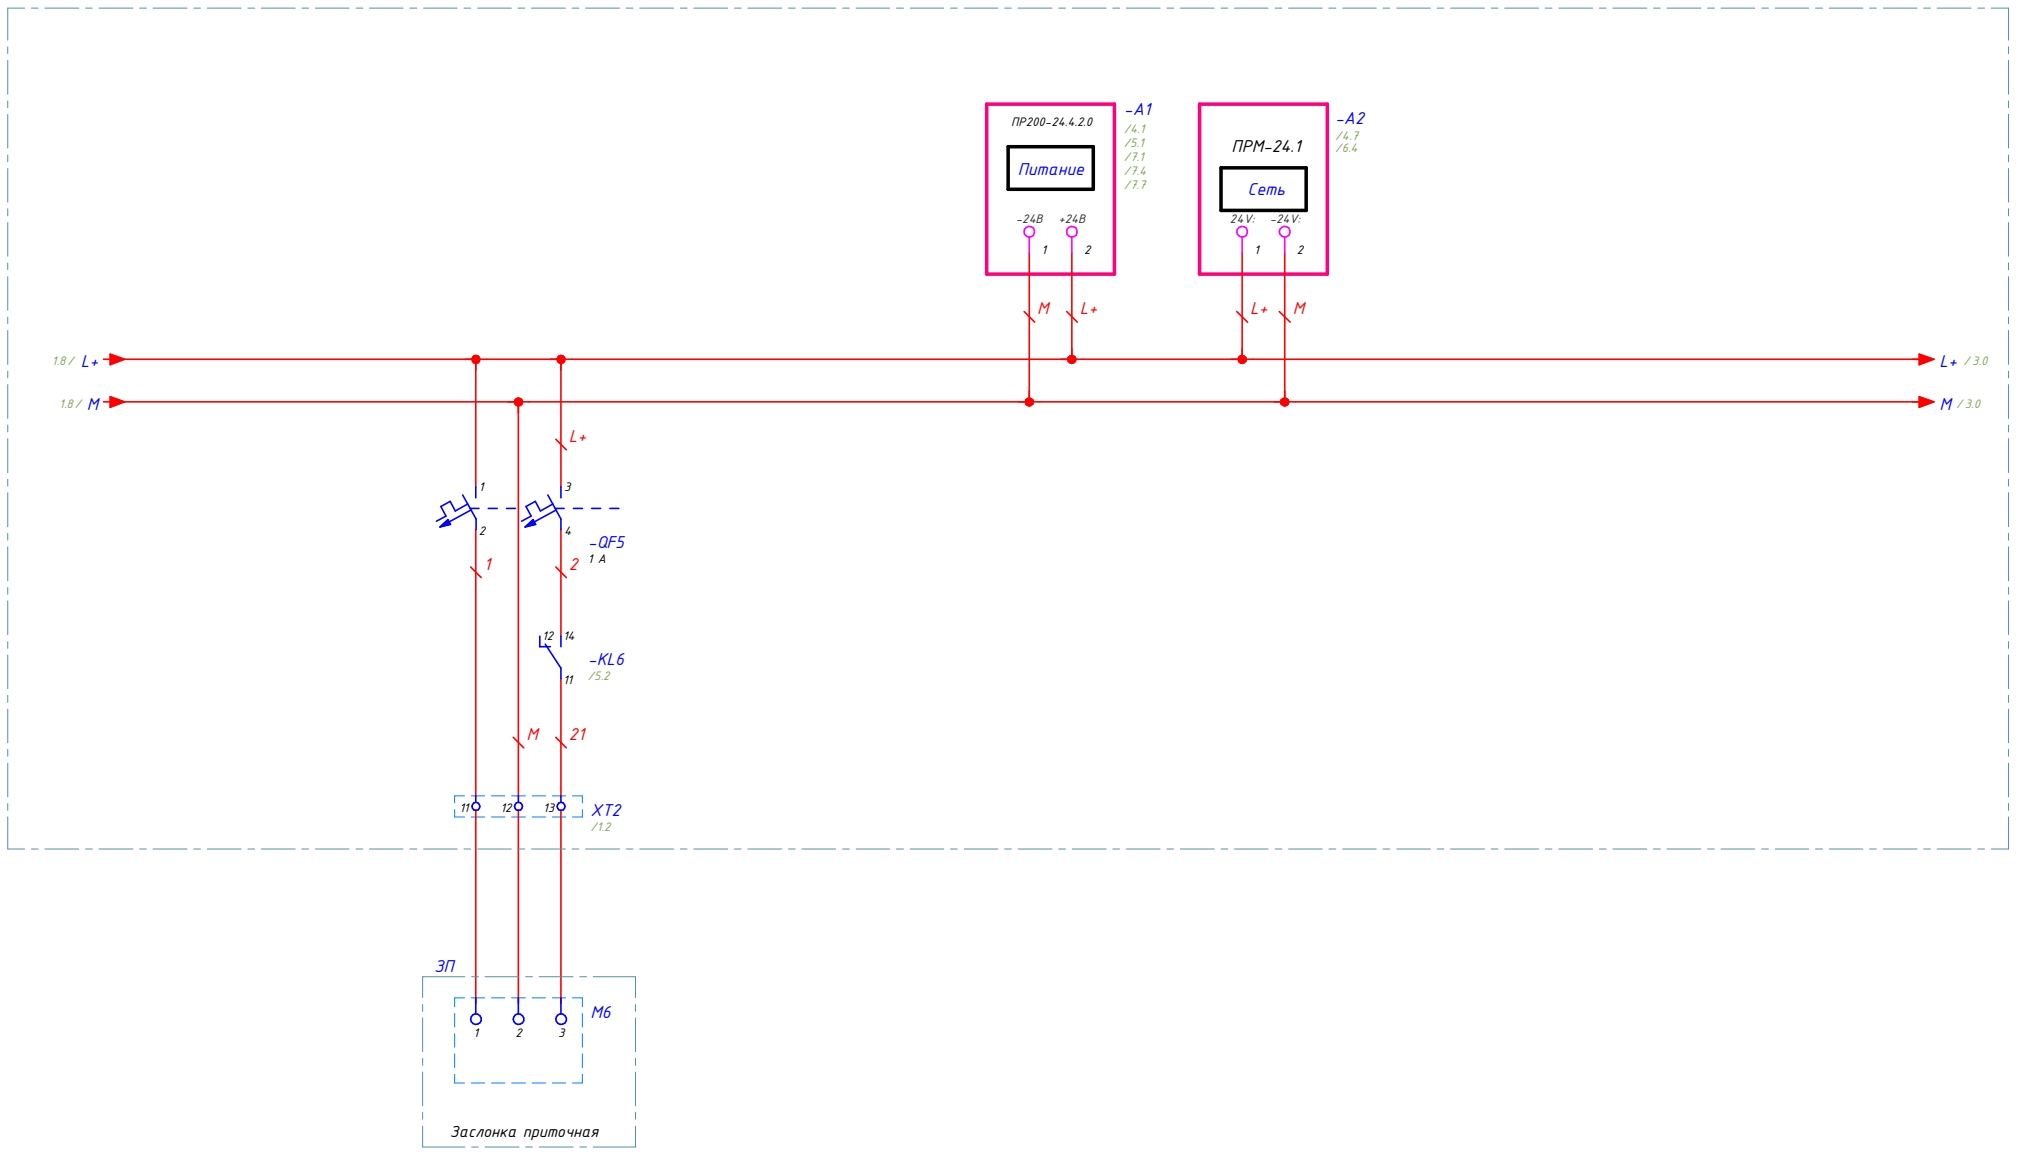 -A1
ПР200-24.4.2.0
/4.1
/5.1
/7.1
/7.4
/7.7
Питание
-24В +24В
1 2
-A2
/4.7
/6.4
ПРМ-24.1
Сеть
24V: -24V:
1 2
M L+ L+ M
1.8 / L+
L+ / 3.0
1.8 / M
M / 3.0
L+
1 3
2 4
-QF5
1 A
1 2
12 14
-KL6
/5.2
11
M 21
11 12 13
XT2
/1.2
ЗП
M6
1 2 3
Заслонка приточная